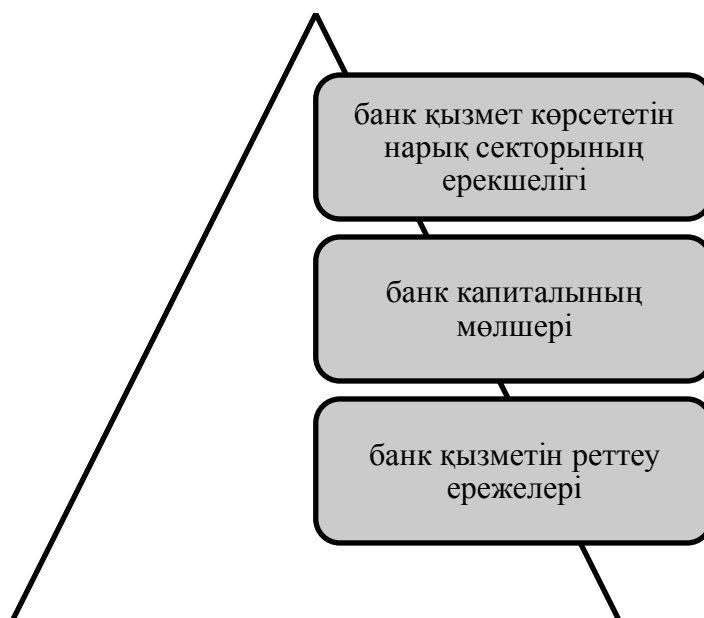 банк қызмет көрсететін
нарық секторының
ерекшелігі
банк капиталының
мөлшері
банк қызметін реттеу
ережелері